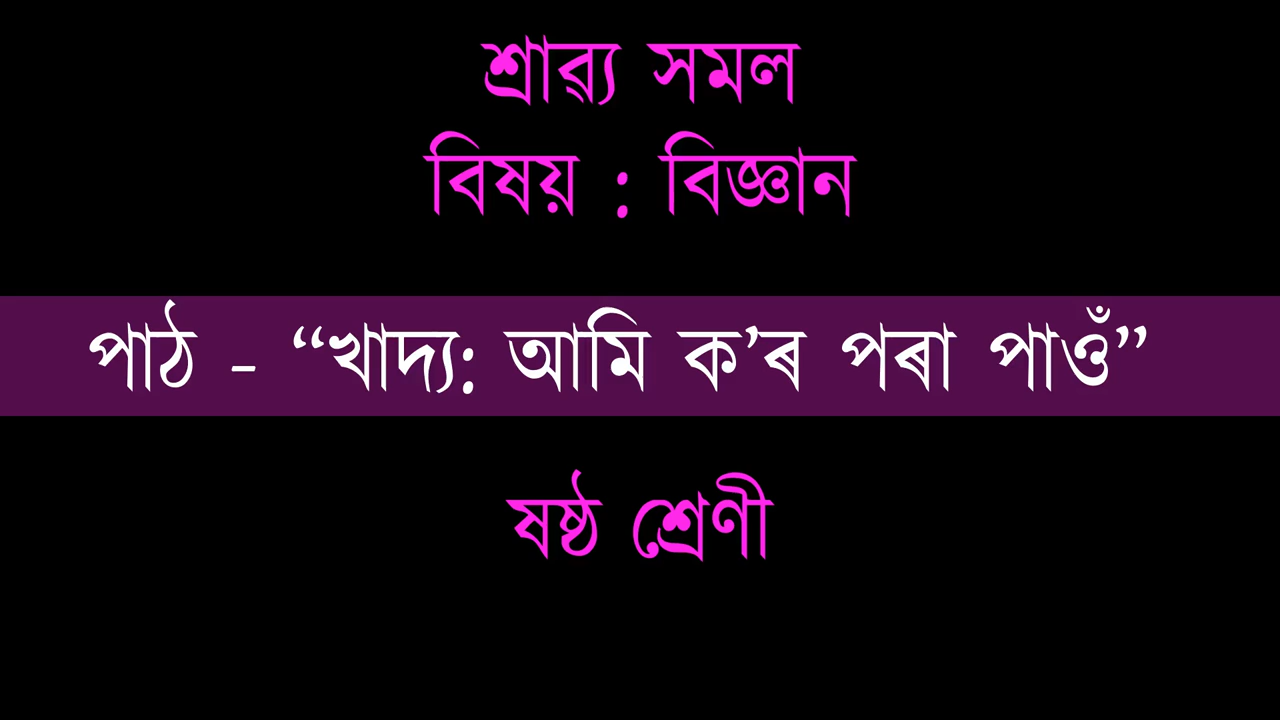 শ্ৰাৱ্য সমল
বিষয় : বিজ্ঞান
পাঠ - “খাদ্য: আমি ক’ৰ পৰা পাওঁ”
ষষ্ঠ শ্ৰেণী